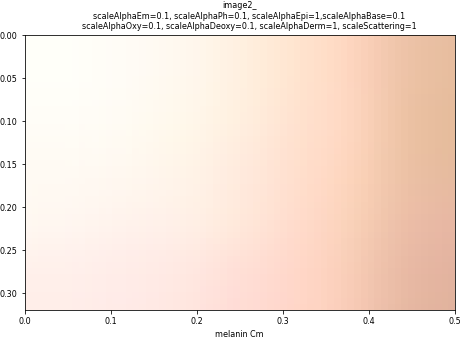 image2_
scaleAlphaEm=0.1, scaleAlphaPh=0.1, scaleAlphaEpi=1,scaleAlphaBase=0.1
scaleAlphaOxy=0.1, scaleAlphaDeoxy=0.1, scaleAlphaDerm=1, scaleScattering=1
0.00
0.05
0.10
0.15
0.20
0.25
0.30
0.0 0.1 0.2 0.3 0.4 0.5
melanin Cm